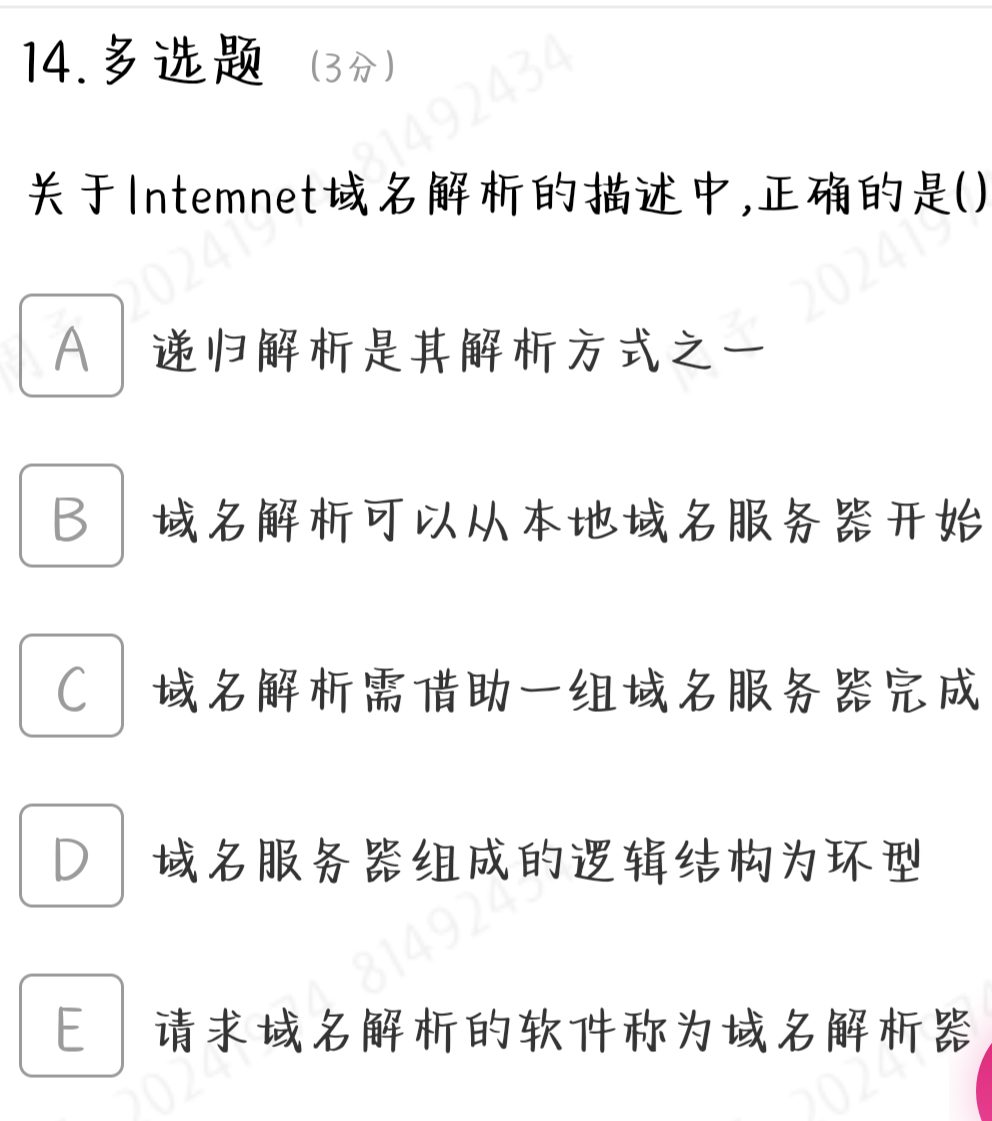 14.多选题 (3分)
关于Intemnet域名解析的描述中,正确的是()
A 递归解析是其解析方式之一
B 域名解析可以从本地域名服务器开始
C 域名解析需借助一组域名服务器完成
D 域名服务器组成的逻辑结构为环型
E 请求域名解析的软件称为域名解析器